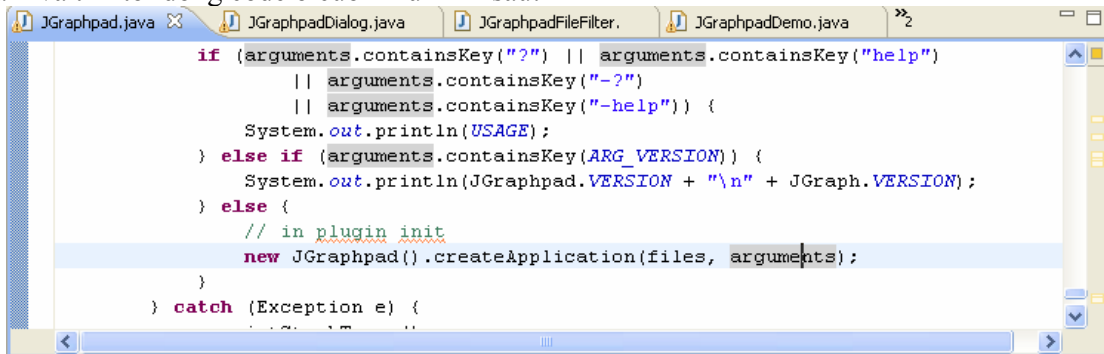 JGraphpad.java JGraphpadDialog.java JGraphpadFileFilter. JGraphpadDemo.java »2
if (arguments.containsKey("?") || arguments.containsKey("help")
|| arguments.containsKey("-?")
|| arguments.containsKey("-help")) {
System.out.println(USAGE);
} else if (arguments.containsKey(ARG_VERSION)) {
System.out.println(JGraphpad.VERSION + "\n" + JGraph.VERSION);
} else {
// in plugin init
new JGraphpad().createApplication(files, arguments);
}
} catch (Exception e) {